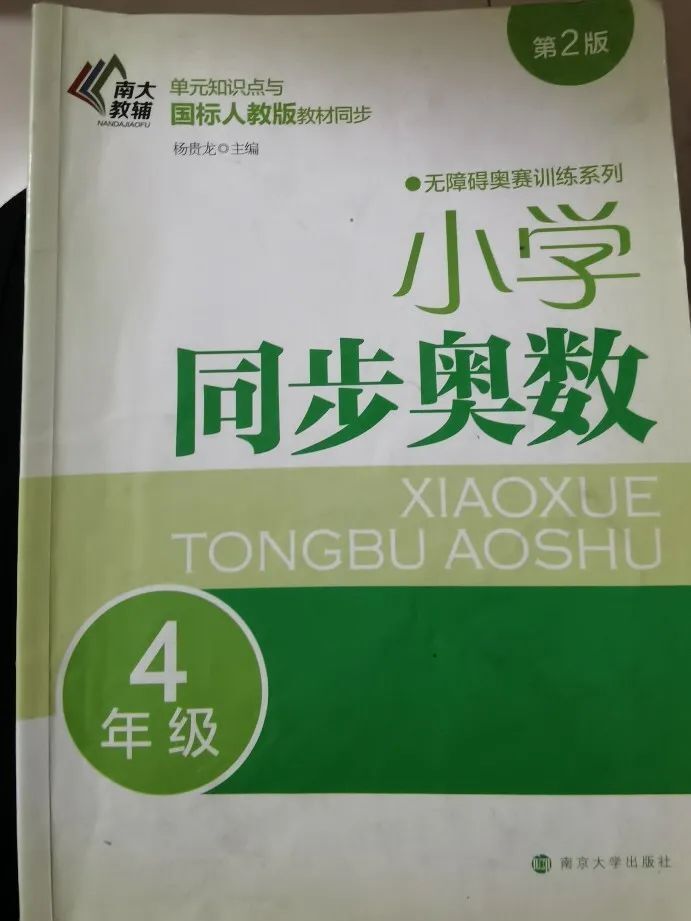 第2版
南大
教辅
NANDAJIAOFU
单元知识点与
国标人教版教材同步
杨贵龙◎主编
●无障碍奥赛训练系列
小学
同步奥数
XIAOXUE
TONGBU AOSHU
4
年级
南京大学出版社